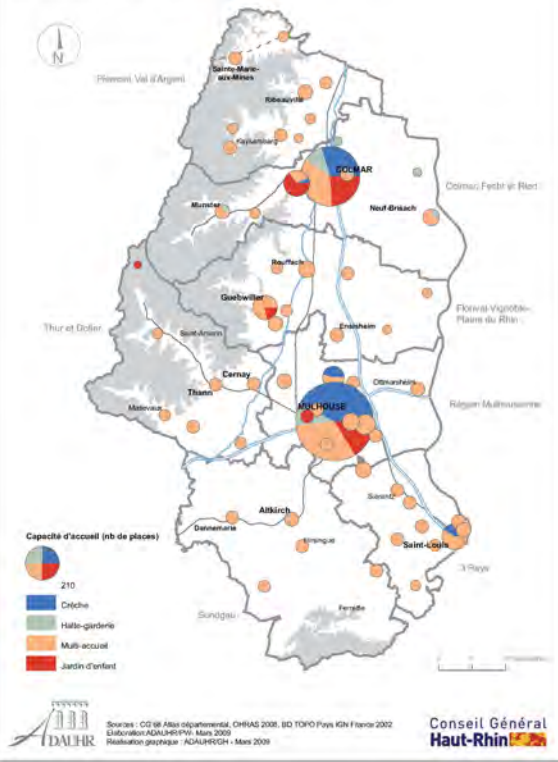 N
Sainte-Marie-
aux-Mines
Piémont Val d'Argent
Ribeauvillé
Kaysersberg
COLMAR
Colmar, Fecht et Ried
Munster
Neuf-Brisach
Rouffach
Guebwiller
Florival-Vignoble-
Plaine du Rhin
Thur et Doller
Saint-Amarin
Ensisheim
Cernay
Ottmarsheim
Thann
MULHOUSE
Région Mulhousienne
Masevaux
Sierentz
Altkirch
Capacité d'accueil (nb de places)
Dannemarie
Hirsingue
Saint-Louis
3 Pays
210
Crèche
Sundgau
Ferrette
Halte-garderie
Multi-accueil
Jardin d'enfant
ADAUHR
Sources : CG 68 Atlas départemental, OHRAS 2008, BD TOPO Pays IGN France 2002
Elaboration ADAUHR/PW- Mars 2009
Réalisation graphique : ADAUHR/GH - Mars 2009
Conseil Général
Haut-Rhin